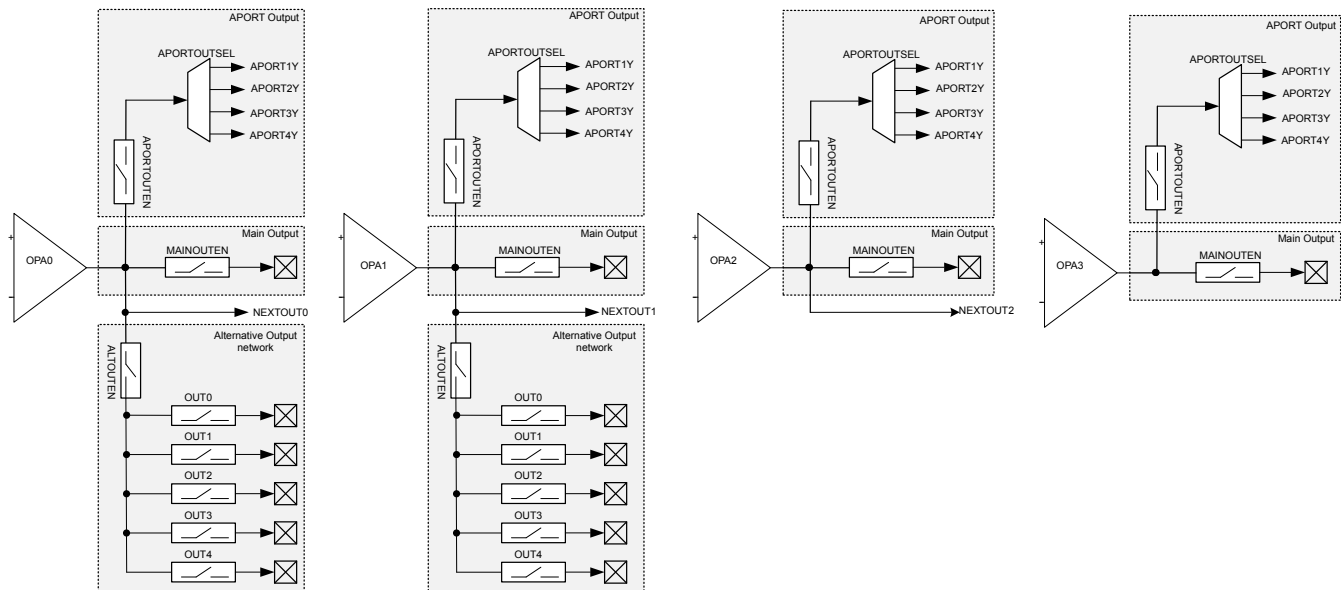 APORT Output
APORTOUTSEL
APORT1Y
APORT2Y
APORT3Y
APORT4Y
APORTOUTEN
Main Output
MAINOUTEN
+
OPA0
−
NEXTOUT0
Alternative Output
network
ALTOUTEN
OUT0
OUT1
OUT2
OUT3
OUT4
APORT Output
APORTOUTSEL
APORT1Y
APORT2Y
APORT3Y
APORT4Y
APORTOUTEN
Main Output
MAINOUTEN
+
OPA1
−
NEXTOUT1
Alternative Output
network
ALTOUTEN
OUT0
OUT1
OUT2
OUT3
OUT4
APORT Output
APORTOUTSEL
APORT1Y
APORT2Y
APORT3Y
APORT4Y
APORTOUTEN
Main Output
MAINOUTEN
+
OPA2
−
NEXTOUT2
APORT Output
APORTOUTSEL
APORT1Y
APORT2Y
APORT3Y
APORT4Y
APORTOUTEN
Main Output
MAINOUTEN
+
OPA3
−